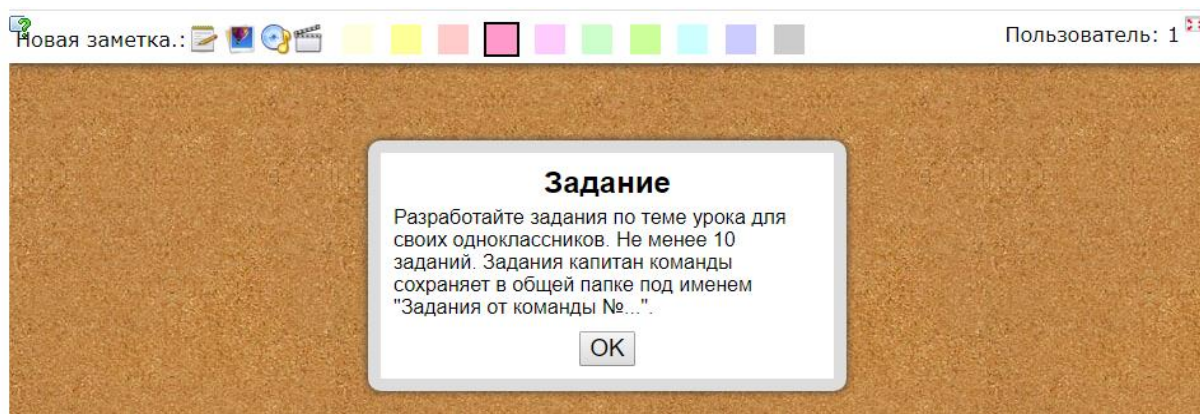 Новая заметка.:
Пользователь: 1
Задание
Разработайте задания по теме урока для
своих одноклассников. Не менее 10
заданий. Задания капитан команды
сохраняет в общей папке под именем
"Задания от команды №...".
OK